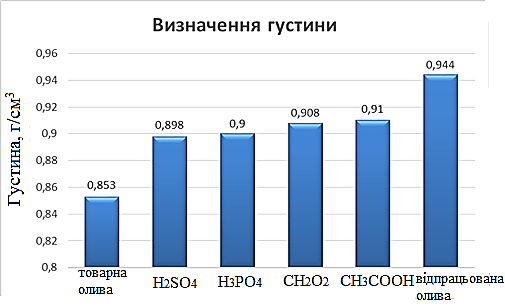 Визначення густини
Густина, г/см³
0,96
0,94
0,92
0,9
0,88
0,86
0,84
0,82
0,8
0,853
0,898
0,9
0,908
0,91
0,944
товарна
олива
H2SO4
H3PO4
CH2O2
CH3COOH
відпрацьована
олива